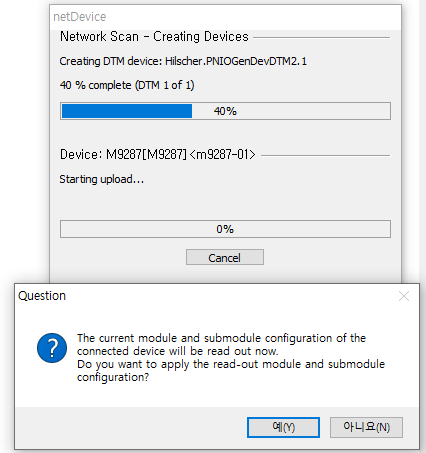 netDevice
Network Scan - Creating Devices
Creating DTM device: Hilscher.PNIOGenDevDTM2.1
40 % complete (DTM 1 of 1)
40%
Device: M9287[M9287]<m9287-01>
Starting upload...
0%
Cancel
Question
The current module and submodule configuration of the
connected device will be read out now.
Do you want to apply the read-out module and submodule
configuration?
예(Y)
아니요(N)